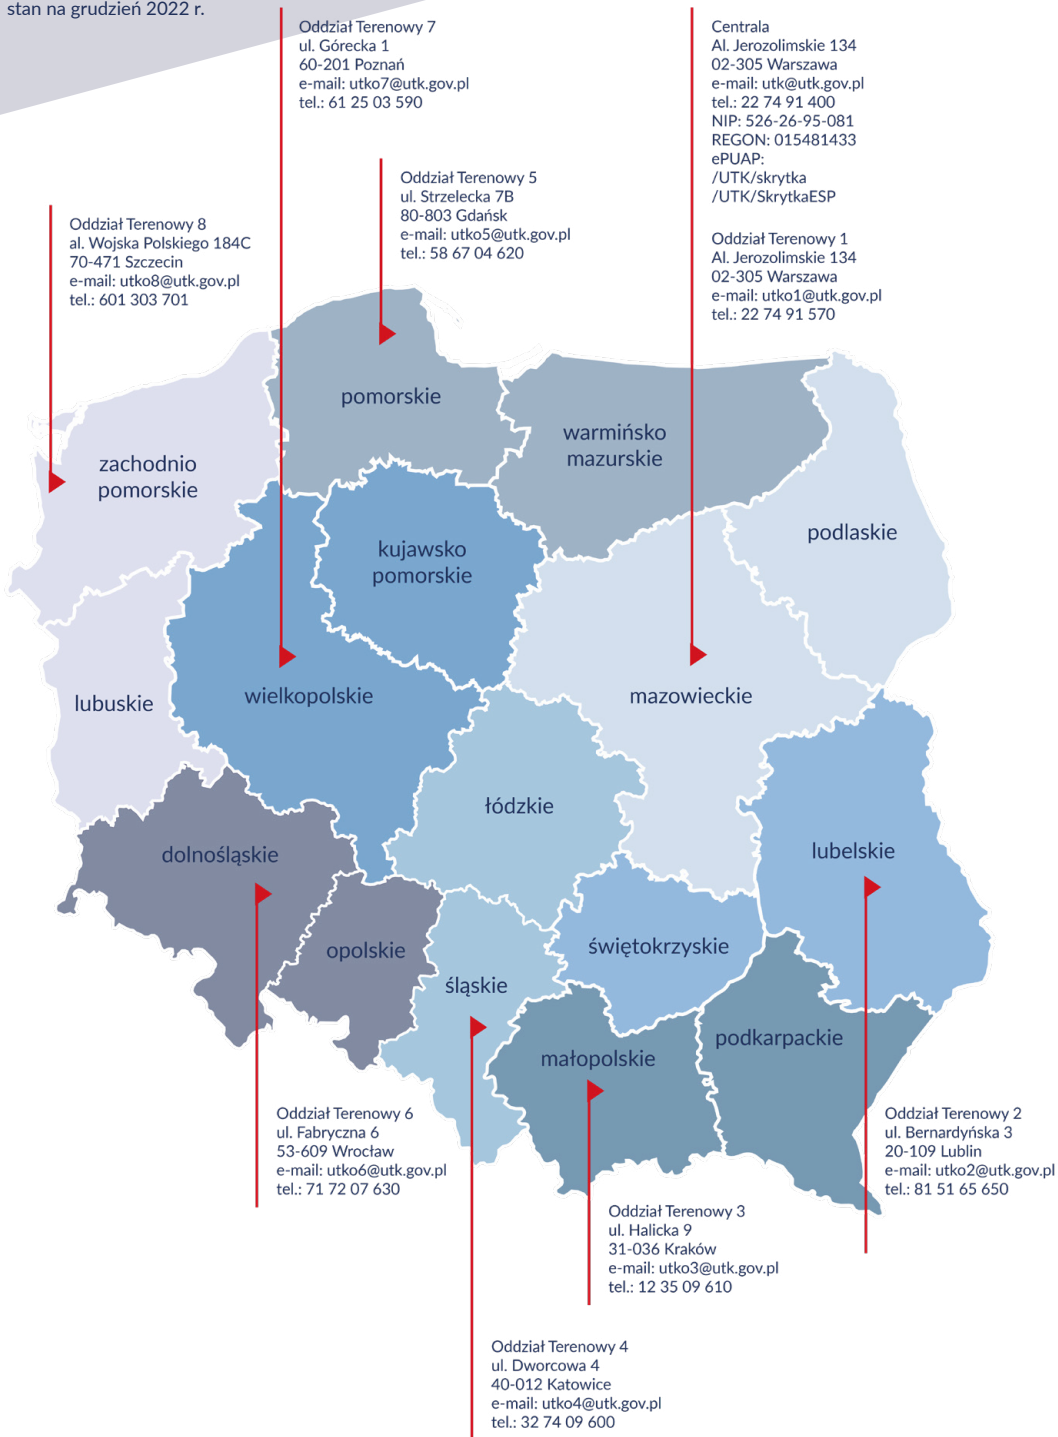 stan na grudzień 2022 r.
Oddział Terenowy 7
ul. Górecka 1
60-201 Poznań
e-mail: utko7@utk.gov.pl
tel.: 61 25 03 590
Centrala
Al. Jerozolimskie 134
02-305 Warszawa
e-mail: utk@utk.gov.pl
tel.: 22 74 91 400
NIP: 526-26-95-081
REGON: 015481433
ePUAP:
/UTK/skrytka
/UTK/SkrytkaESP
Oddział Terenowy 5
ul. Strzelecka 7B
80-803 Gdańsk
e-mail: utko5@utk.gov.pl
tel.: 58 67 04 620
Oddział Terenowy 8
al. Wojska Polskiego 184C
70-471 Szczecin
e-mail: utko8@utk.gov.pl
tel.: 601 303 701
Oddział Terenowy 1
Al. Jerozolimskie 134
02-305 Warszawa
e-mail: utko1@utk.gov.pl
tel.: 22 74 91 570
pomorskie
warmińsko
mazurskie
zachodnio
pomorskie
podlaskie
kujawsko
pomorskie
lubuskie
wielkopolskie
mazowieckie
łódzkie
dolnośląskie
lubelskie
opolskie
świętokrzyskie
śląskie
małopolskie
podkarpackie
Oddział Terenowy 6
ul. Fabryczna 6
53-609 Wrocław
e-mail: utko6@utk.gov.pl
tel.: 71 72 07 630
Oddział Terenowy 2
ul. Bernardyńska 3
20-109 Lublin
e-mail: utko2@utk.gov.pl
tel.: 81 51 65 650
Oddział Terenowy 3
ul. Halicka 9
31-036 Kraków
e-mail: utko3@utk.gov.pl
tel.: 12 35 09 610
Oddział Terenowy 4
ul. Dworcowa 4
40-012 Katowice
e-mail: utko4@utk.gov.pl
tel.: 32 74 09 600